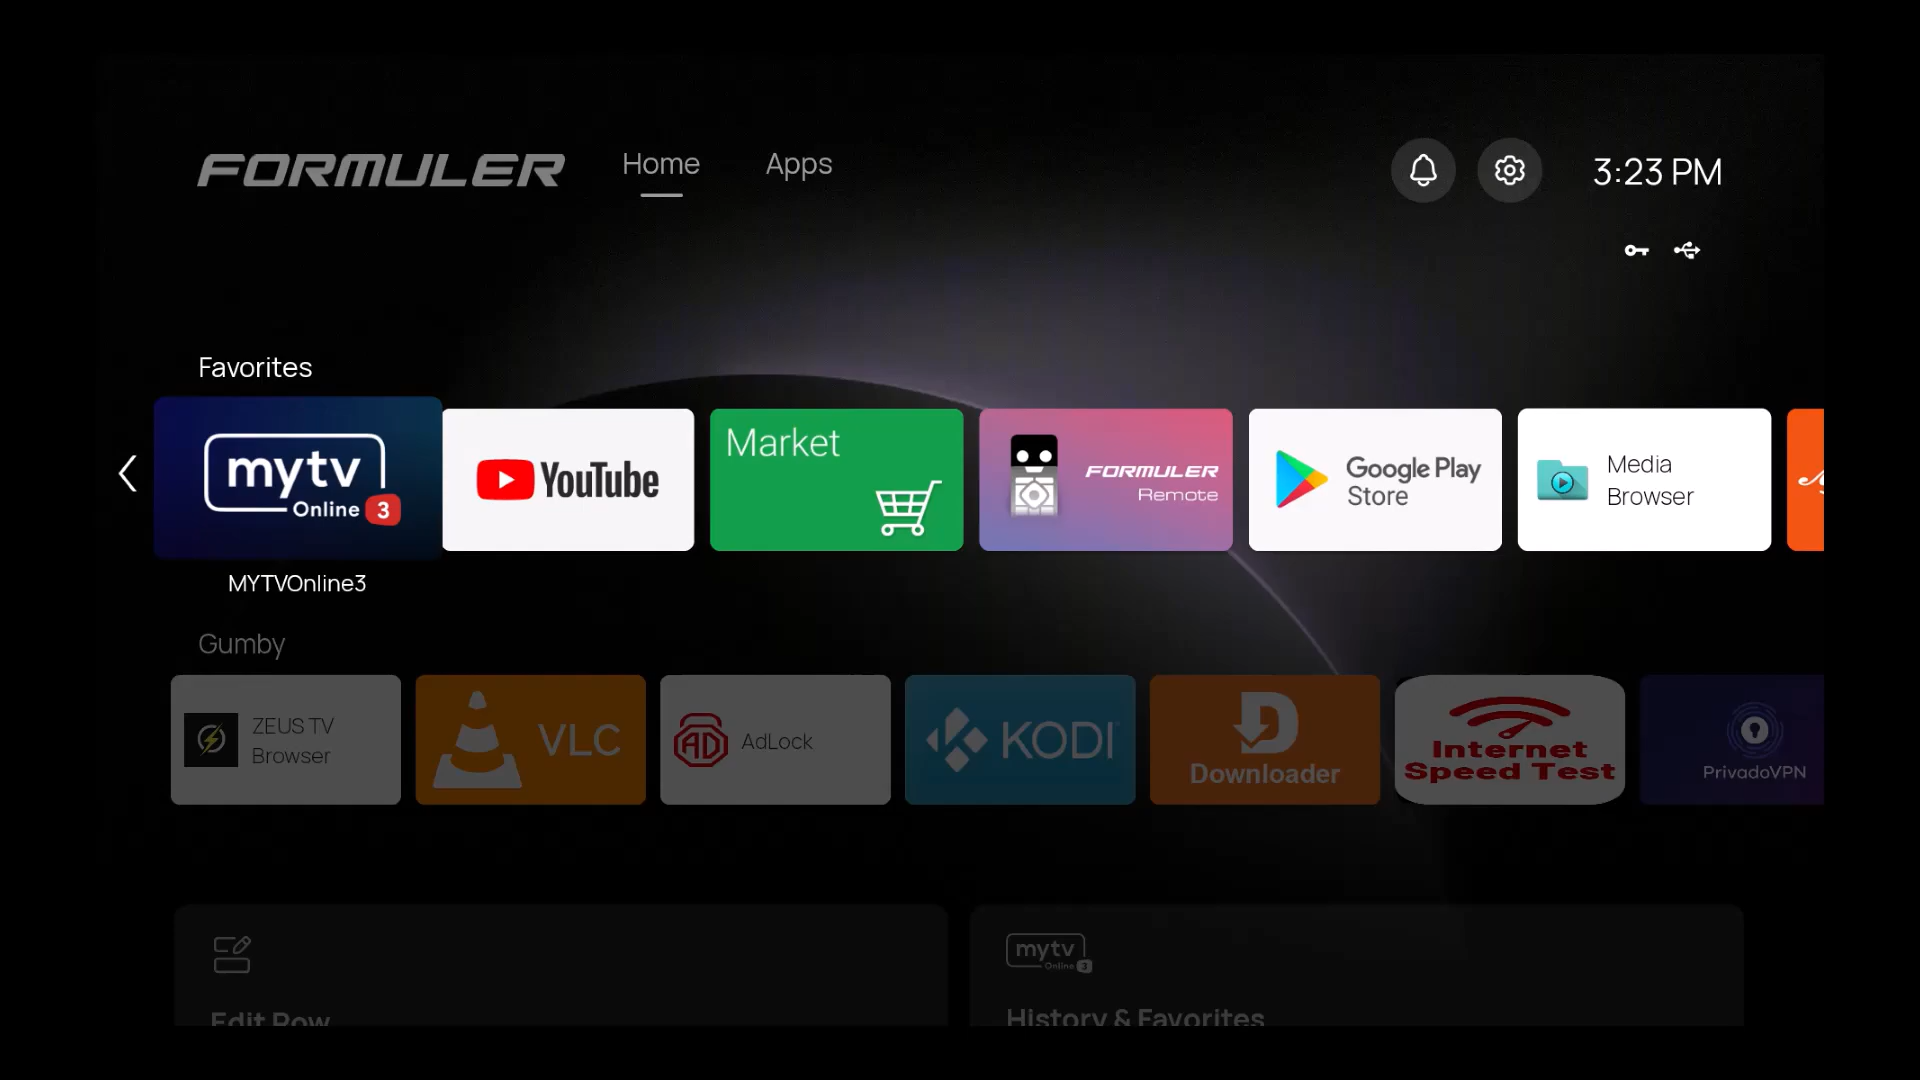 FORMULER
Home
Apps
3:23 PM
Favorites
mytv
Online 3
YouTube
Market
FORMULER
Remote
Google Play
Store
Media
Browser
MYTVOnline3
Gumby
ZEUS TV
Browser
VLC
AD
AdLock
KODI
D
Downloader
Internet
Speed Test
PrivadoVPN
Edit Row
mytv
Online 3
History & Favorites